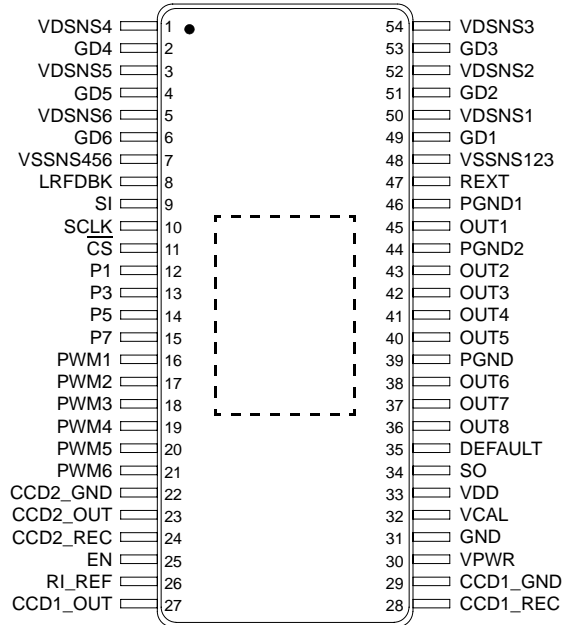 VDSNS4 1 54 VDSNS3
GD4 2 53 GD3
VDSNS5 3 52 VDSNS2
GD5 4 51 GD2
VDSNS6 5 50 VDSNS1
GD6 6 49 GD1
VSSNS456 7 48 VSSNS123
LRFDBK 8 47 REXT
SI 9 46 PGND1
SCLK 10 45 OUT1
CS 11 44 PGND2
P1 12 43 OUT2
P3 13 42 OUT3
P5 14 41 OUT4
P7 15 40 OUT5
PWM1 16 39 PGND
PWM2 17 38 OUT6
PWM3 18 37 OUT7
PWM4 19 36 OUT8
PWM5 20 35 DEFAULT
PWM6 21 34 SO
CCD2_GND 22 33 VDD
CCD2_OUT 23 32 VCAL
CCD2_REC 24 31 GND
EN 25 30 VPWR
RI_REF 26 29 CCD1_GND
CCD1_OUT 27 28 CCD1_REC